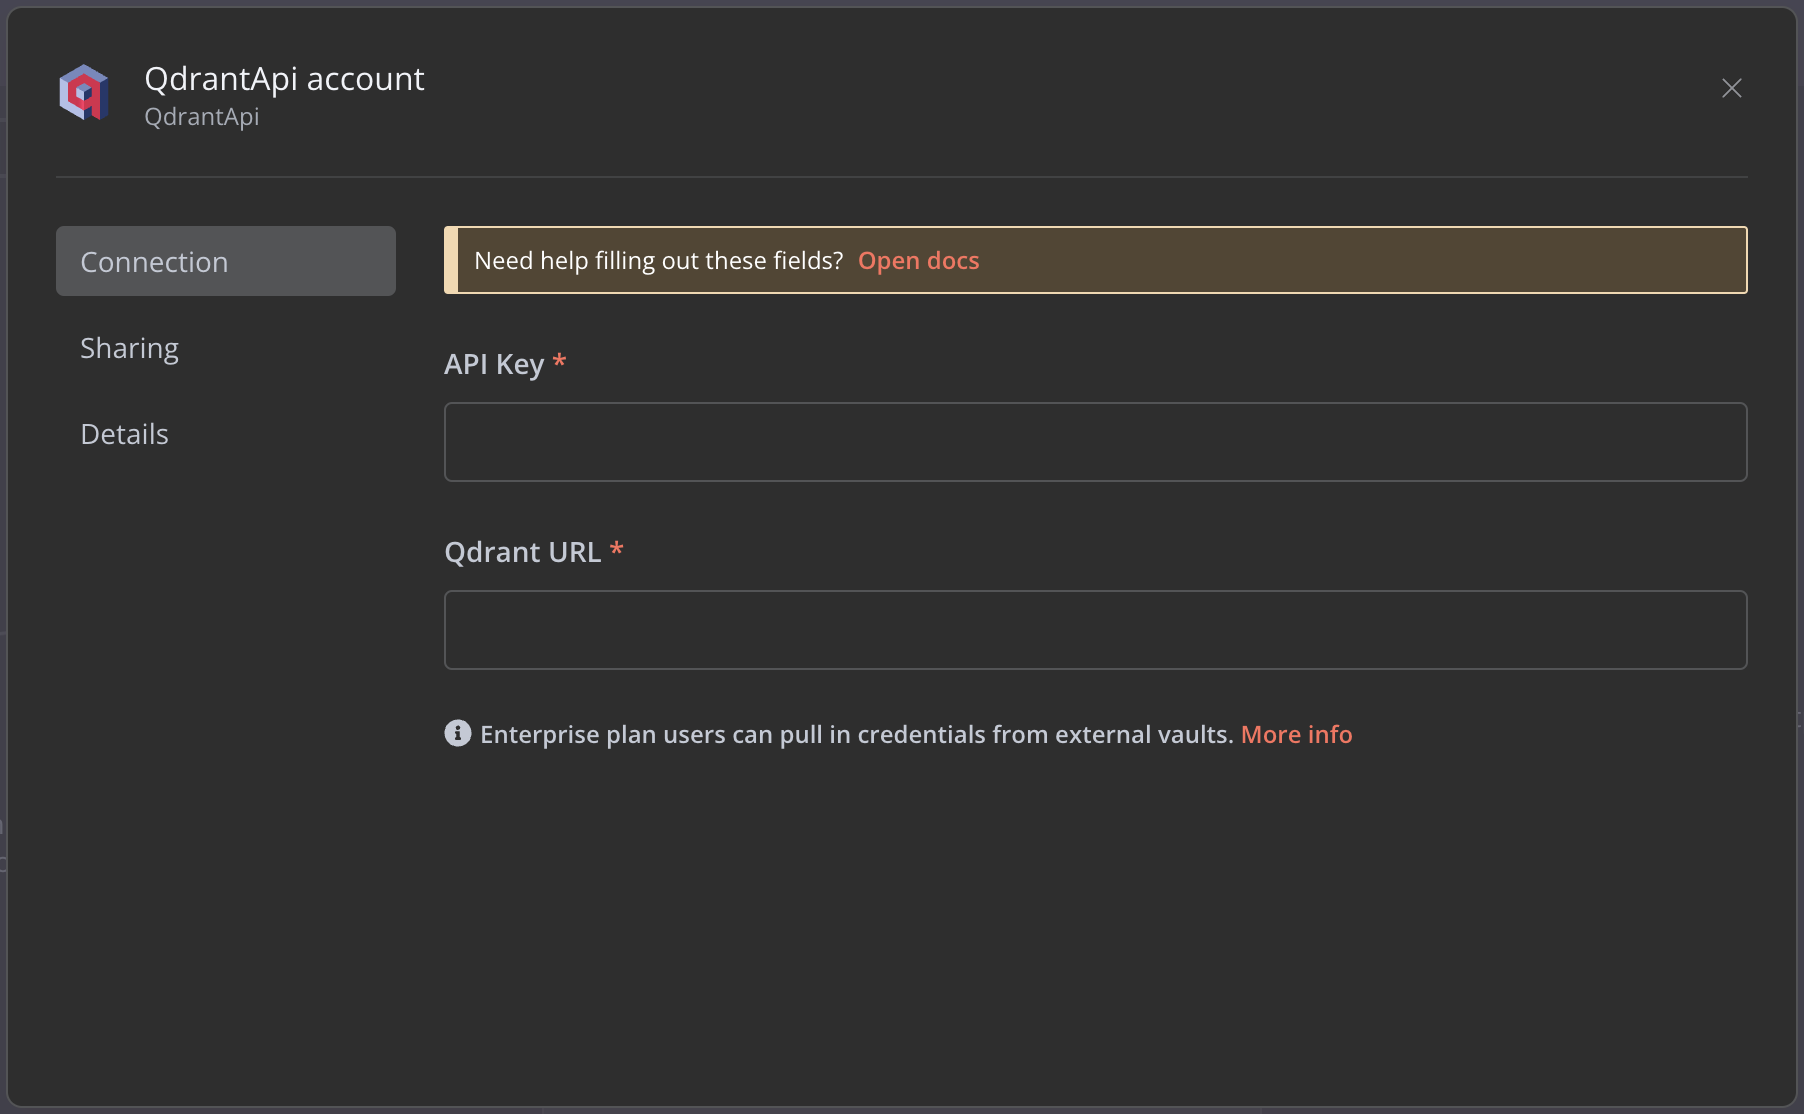 QdrantApi account
QdrantApi
Connection
Sharing
Details
Need help filling out these fields? Open docs
API Key *
Qdrant URL *
Enterprise plan users can pull in credentials from external vaults. More info